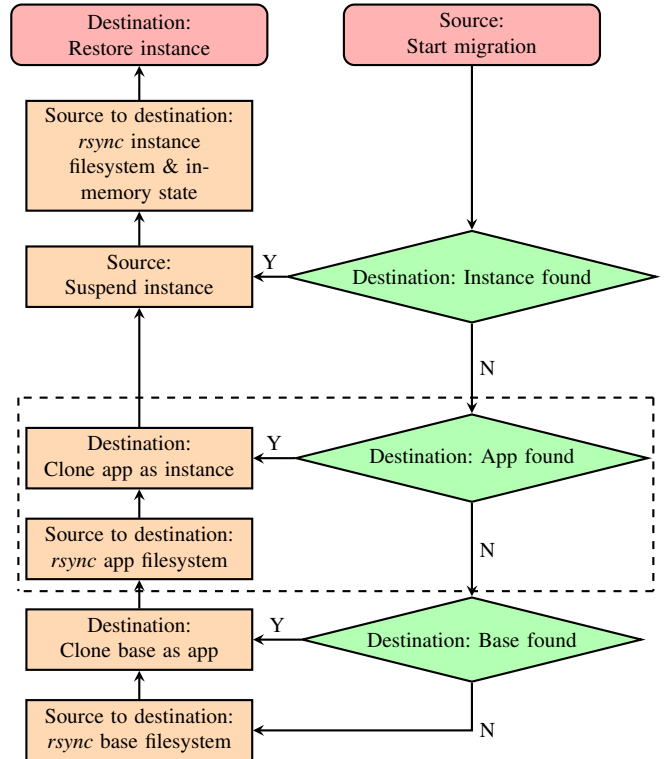 Destination:
Restore instance
Source:
Start migration
Source to destination:
rsync instance
filesystem & in-
memory state
Source:
Suspend instance
Y
Destination: Instance found
N
Destination:
Clone app as instance
Y
Destination: App found
Source to destination:
rsync app filesystem
N
Destination:
Clone base as app
Y
Destination: Base found
Source to destination:
rsync base filesystem
N